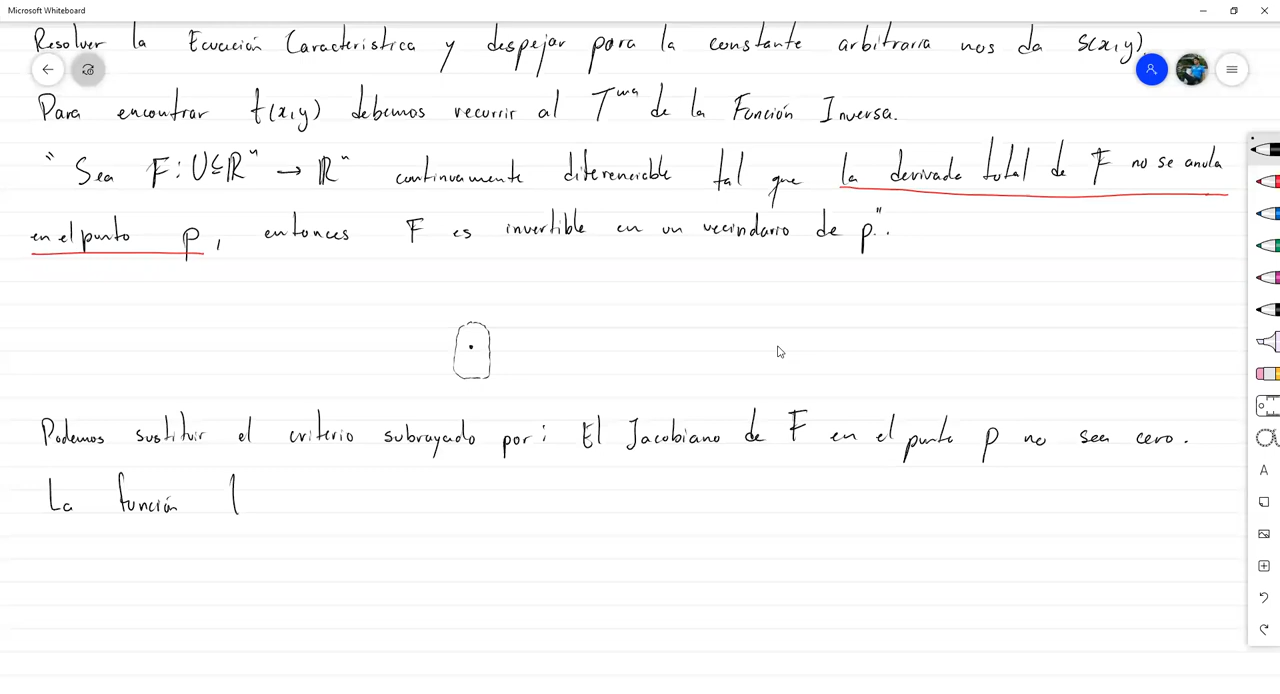 Microsoft Whiteboard
Resolver la Ecuación Característica y despejar para la constante arbitraria nos da s(x,y).
Para encontrar t(x,y) debemos recurrir al Tᵐᵃ de la Función Inversa.
"Sea F: U⊆ℝⁿ → ℝⁿ continuamente diferenciable tal que la derivada total de F no se anula
en el punto p, entonces F es invertible en un vecindario de p".
Podemos sustituir el criterio subrayado por: El Jacobiano de F en el punto p no sea cero.
La función (
A